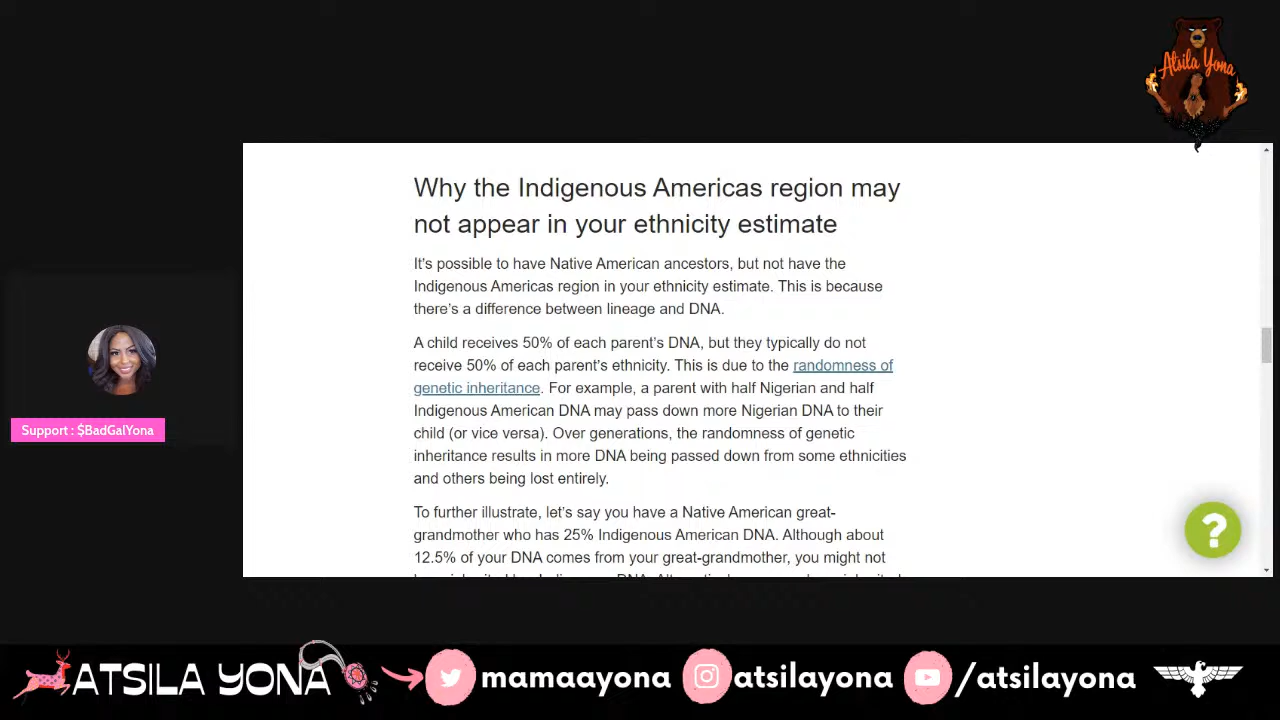 Atsila Yona
Why the Indigenous Americas region may
not appear in your ethnicity estimate
It's possible to have Native American ancestors, but not have the
Indigenous Americas region in your ethnicity estimate. This is because
there's a difference between lineage and DNA.
A child receives 50% of each parent's DNA, but they typically do not
receive 50% of each parent's ethnicity. This is due to the randomness of
genetic inheritance. For example, a parent with half Nigerian and half
Indigenous American DNA may pass down more Nigerian DNA to their
child (or vice versa). Over generations, the randomness of genetic
inheritance results in more DNA being passed down from some ethnicities
and others being lost entirely.
To further illustrate, let's say you have a Native American great-
grandmother who has 25% Indigenous American DNA. Although about
12.5% of your DNA comes from your great-grandmother, you might not
Support : $BadGalYona
?
ATSILA YONA mamaayona atsilayona /atsilayona